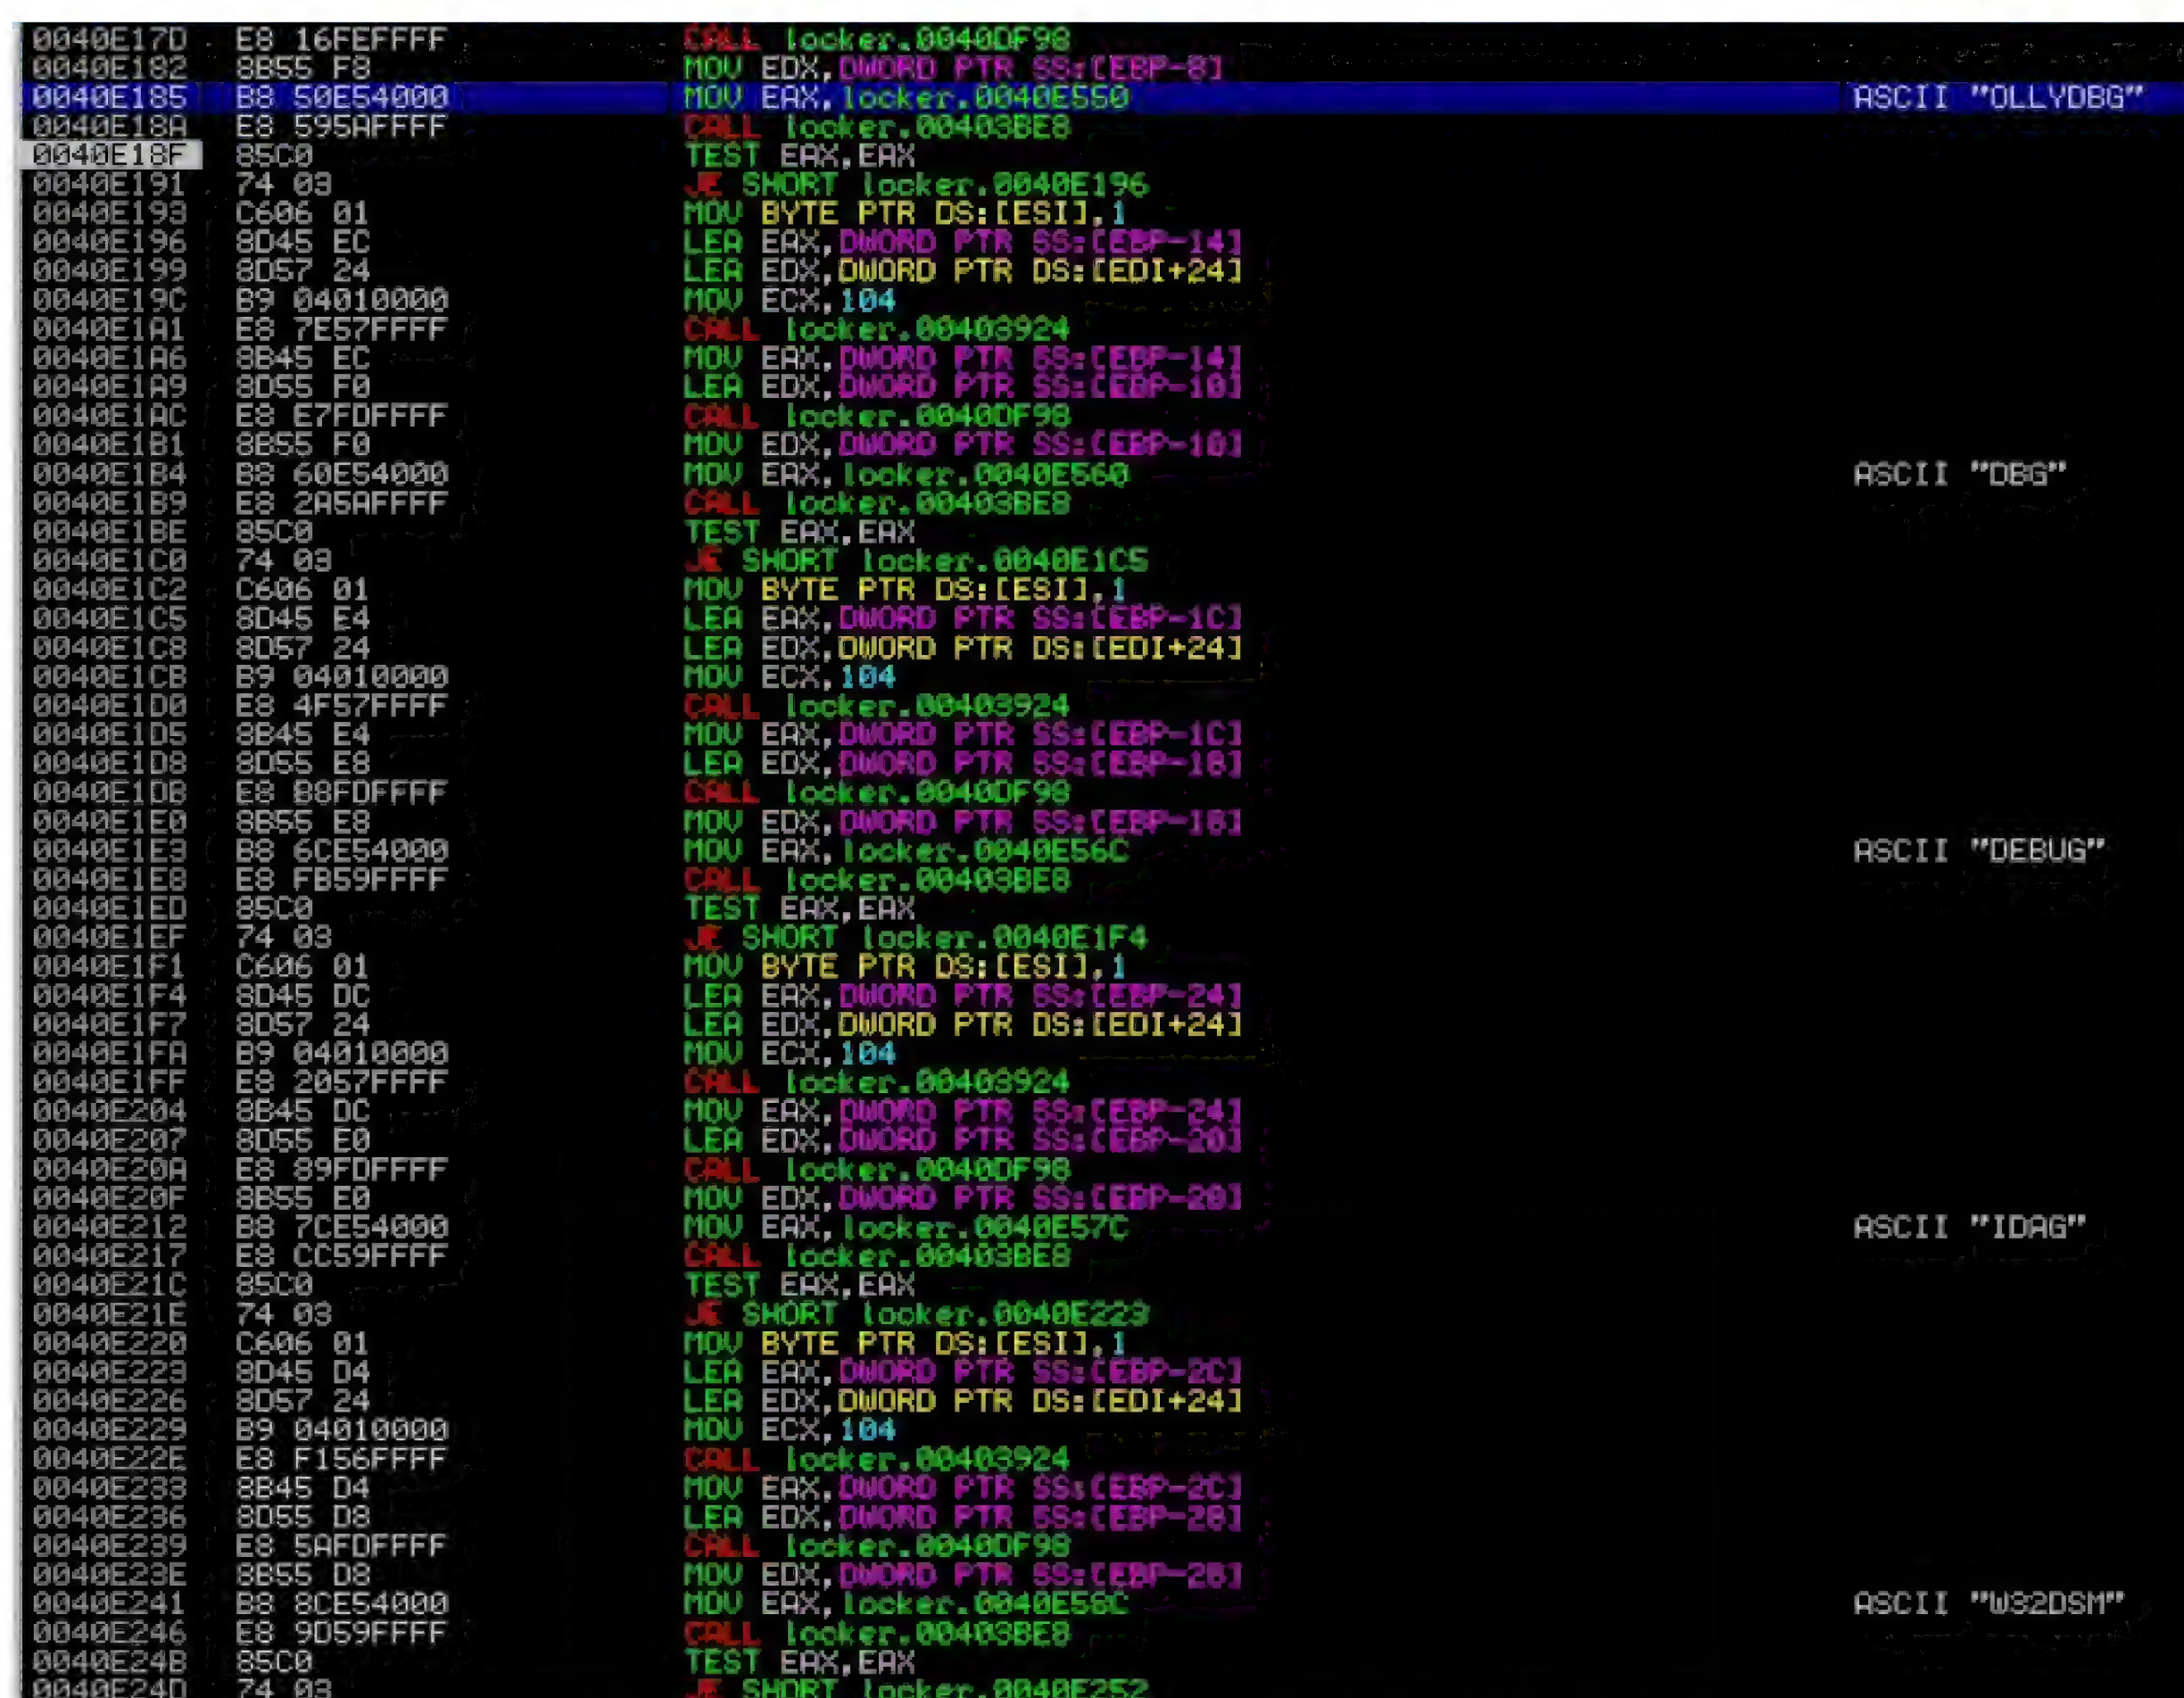 0040E17D E8 16FEFFFF CALL locker.0040DF98
0040E182 8B55 F8 MOV EDX,DWORD PTR SS:[EBP-8]
0040E185 B8 50E54000 MOV EAX,locker.0040E550 ASCII "OLLYDBG"
0040E18A E8 595AFFFF CALL locker.00403BE8
0040E18F 85C0 TEST EAX,EAX
0040E191 74 03 JE SHORT locker.0040E196
0040E193 C606 01 MOV BYTE PTR DS:[ESI],1
0040E196 8D45 EC LEA EAX,DWORD PTR SS:[EBP-14]
0040E199 8D57 24 LEA EDX,DWORD PTR DS:[EDI+24]
0040E19C B9 04010000 MOV ECX,104
0040E1A1 E8 7E57FFFF CALL locker.00403924
0040E1A6 8B45 EC MOV EAX,DWORD PTR SS:[EBP-14]
0040E1A9 8D55 F0 LEA EDX,DWORD PTR SS:[EBP-10]
0040E1AC E8 E7FDFFFF CALL locker.0040DF98
0040E1B1 8B55 F0 MOV EDX,DWORD PTR SS:[EBP-10]
0040E1B4 B8 60E54000 MOV EAX,locker.0040E560 ASCII "DBG"
0040E1B9 E8 2A5AFFFF CALL locker.00403BE8
0040E1BE 85C0 TEST EAX,EAX
0040E1C0 74 03 JE SHORT locker.0040E1C5
0040E1C2 C606 01 MOV BYTE PTR DS:[ESI],1
0040E1C5 8D45 E4 LEA EAX,DWORD PTR SS:[EBP-1C]
0040E1C8 8D57 24 LEA EDX,DWORD PTR DS:[EDI+24]
0040E1CB B9 04010000 MOV ECX,104
0040E1D0 E8 4F57FFFF CALL locker.00403924
0040E1D5 8B45 E4 MOV EAX,DWORD PTR SS:[EBP-1C]
0040E1D8 8D55 E8 LEA EDX,DWORD PTR SS:[EBP-18]
0040E1DB E8 B8FDFFFF CALL locker.0040DF98
0040E1E0 8B55 E8 MOV EDX,DWORD PTR SS:[EBP-18]
0040E1E3 B8 6CE54000 MOV EAX,locker.0040E56C ASCII "DEBUG"
0040E1E8 E8 FB59FFFF CALL locker.00403BE8
0040E1ED 85C0 TEST EAX,EAX
0040E1EF 74 03 JE SHORT locker.0040E1F4
0040E1F1 C606 01 MOV BYTE PTR DS:[ESI],1
0040E1F4 8D45 DC LEA EAX,DWORD PTR SS:[EBP-24]
0040E1F7 8D57 24 LEA EDX,DWORD PTR DS:[EDI+24]
0040E1FA B9 04010000 MOV ECX,104
0040E1FF E8 2057FFFF CALL locker.00403924
0040E204 8B45 DC MOV EAX,DWORD PTR SS:[EBP-24]
0040E207 8D55 E0 LEA EDX,DWORD PTR SS:[EBP-20]
0040E20A E8 89FDFFFF CALL locker.0040DF98
0040E20F 8B55 E0 MOV EDX,DWORD PTR SS:[EBP-20]
0040E212 B8 7CE54000 MOV EAX,locker.0040E57C ASCII "IDAG"
0040E217 E8 CC59FFFF CALL locker.00403BE8
0040E21C 85C0 TEST EAX,EAX
0040E21E 74 03 JE SHORT locker.0040E223
0040E220 C606 01 MOV BYTE PTR DS:[ESI],1
0040E223 8D45 D4 LEA EAX,DWORD PTR SS:[EBP-2C]
0040E226 8D57 24 LEA EDX,DWORD PTR DS:[EDI+24]
0040E229 B9 04010000 MOV ECX,104
0040E22E E8 F156FFFF CALL locker.00403924
0040E233 8B45 D4 MOV EAX,DWORD PTR SS:[EBP-2C]
0040E236 8D55 D8 LEA EDX,DWORD PTR SS:[EBP-28]
0040E239 E8 5AFDFFFF CALL locker.0040DF98
0040E23E 8B55 D8 MOV EDX,DWORD PTR SS:[EBP-28]
0040E241 B8 8CE54000 MOV EAX,locker.0040E58C ASCII "W32DSM"
0040E246 E8 9D59FFFF CALL locker.00403BE8
0040E24B 85C0 TEST EAX,EAX
0040E24D 74 03 JE SHORT locker.0040E252